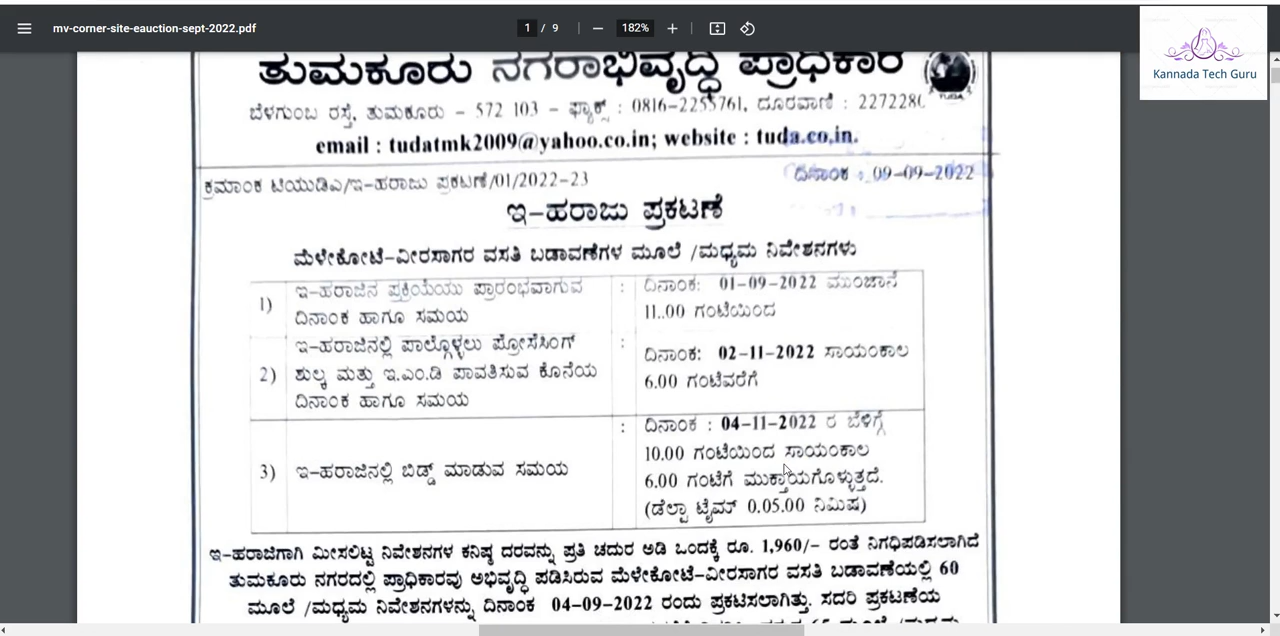 mv-corner-site-eauction-sept-2022.pdf
1 / 9
182%
Kannada Tech Guru
ತುಮಕೂರು ನಗರಾಭಿವೃದ್ಧಿ ಪ್ರಾಧಿಕಾರ
TUDA
ಬೆಳಗುಂಬ ರಸ್ತೆ, ತುಮಕೂರು – 572 103 – ಫ್ಯಾಕ್ಸ್ : 0816-2255761, ದೂರವಾಣಿ :
email : tudatmk2009@yahoo.co.in; website : tuda.co.in.
ಕ್ರಮಾಂಕ ಟಿಯುಡಿಎ/ಇ-ಹರಾಜು ಪ್ರಕಟಣೆ/01/2022-23
ದಿನಾಂಕ : 09-09-2022
ಇ-ಹರಾಜು ಪ್ರಕಟಣೆ
ಮೆಳೇಕೋಟೆ-ವೀರಸಾಗರ ವಸತಿ ಬಡಾವಣೆಗಳ ಮೂಲೆ /ಮಧ್ಯಮ ನಿವೇಶನಗಳು
1) ಇ-ಹರಾಜಿನ ಪ್ರಕ್ರಿಯೆಯು ಪ್ರಾರಂಭವಾಗುವ
ದಿನಾಂಕ ಹಾಗೂ ಸಮಯ
: ದಿನಾಂಕ: 01-09-2022 ಮುಂಜಾನೆ
11..00 ಗಂಟೆಯಿಂದ
2) ಇ-ಹರಾಜಿನಲ್ಲಿ ಪಾಲ್ಗೊಳ್ಳಲು ಪ್ರೋಸೆಸಿಂಗ್
ಶುಲ್ಕ ಮತ್ತು ಇ.ಎಂ.ಡಿ ಪಾವತಿಸುವ ಕೊನೆಯ
ದಿನಾಂಕ ಹಾಗೂ ಸಮಯ
: ದಿನಾಂಕ: 02-11-2022 ಸಾಯಂಕಾಲ
6.00 ಗಂಟೆವರೆಗೆ
3) ಇ-ಹರಾಜಿನಲ್ಲಿ ಬಿಡ್ಡ್ ಮಾಡುವ ಸಮಯ
: ದಿನಾಂಕ : 04-11-2022 ರ ಬೆಳಿಗ್ಗೆ
10.00 ಗಂಟೆಯಿಂದ ಸಾಯಂಕಾಲ
6.00 ಗಂಟೆಗೆ ಮುಕ್ತಾಯಗೊಳ್ಳುತ್ತದೆ.
(ಡೆಲ್ಟಾ ಟೈಮ್ 0.05.00 ನಿಮಿಷ)
ಇ-ಹರಾಜಿಗಾಗಿ ಮೀಸಲಿಟ್ಟ ನಿವೇಶನಗಳ ಕನಿಷ್ಠ ದರವನ್ನು ಪ್ರತಿ ಚದುರ ಅಡಿ ಒಂದಕ್ಕೆ ರೂ. 1,960/- ರಂತೆ ನಿಗಧಿಪಡಿಸಲಾಗಿದೆ
ತುಮಕೂರು ನಗರದಲ್ಲಿ ಪ್ರಾಧಿಕಾರವು ಅಭಿವೃದ್ಧಿ ಪಡಿಸಿರುವ ಮೆಳೇಕೋಟೆ-ವೀರಸಾಗರ ವಸತಿ ಬಡಾವಣೆಯಲ್ಲಿ 60
ಮೂಲೆ /ಮಧ್ಯಮ ನಿವೇಶನಗಳನ್ನು ದಿನಾಂಕ 04-09-2022 ರಂದು ಪ್ರಕಟಿಸಲಾಗಿತ್ತು. ಸದರಿ ಪ್ರಕಟಣೆಯ